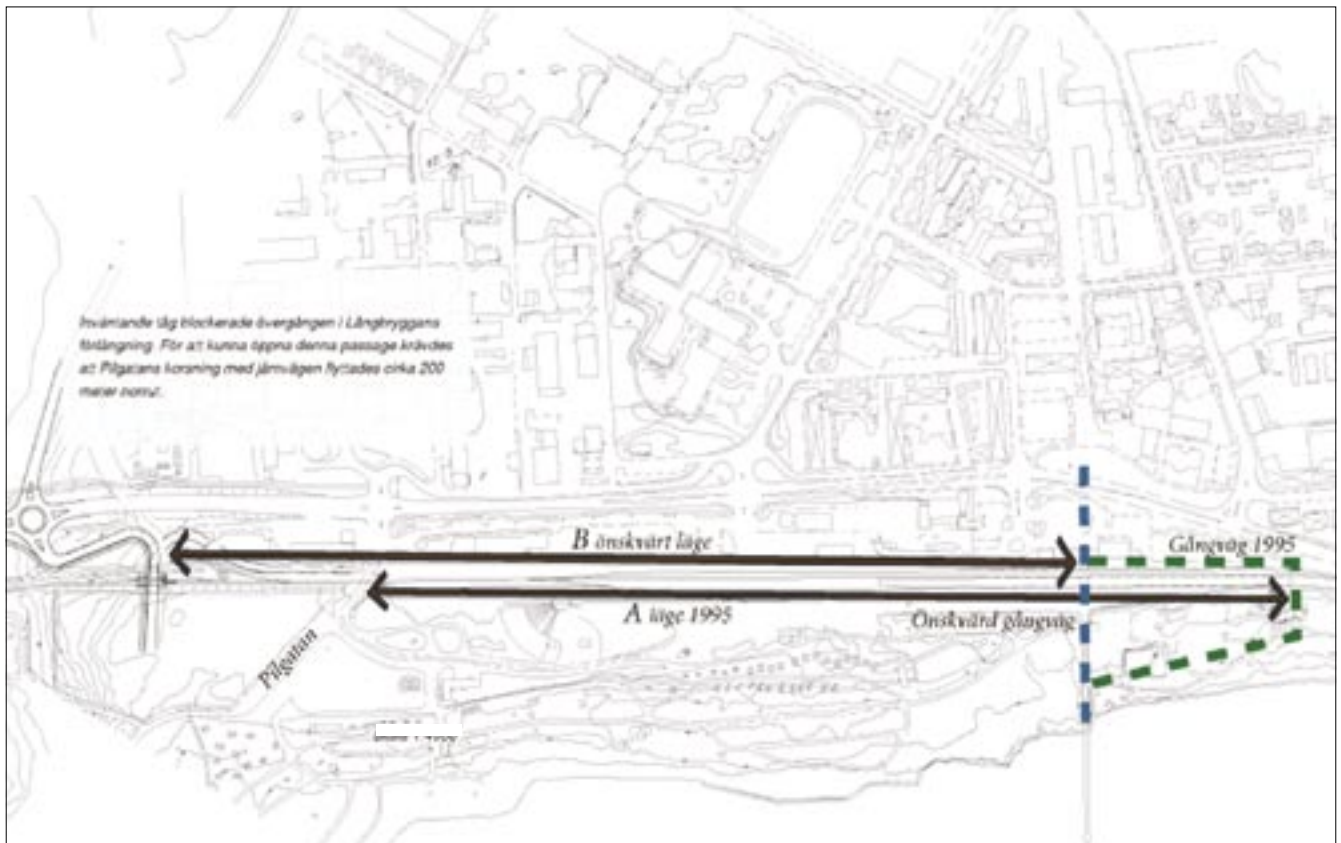 Inväntande tåg blockerade övergången i Långbryggans
förlängning. För att kunna öppna denna passage krävdes
att Pilgatans korsning med järnvägen flyttades cirka 200
meter norrut.
B önskvärt läge
Gångväg 1995
A läge 1995
Önskvärd gångväg
Pilgatan